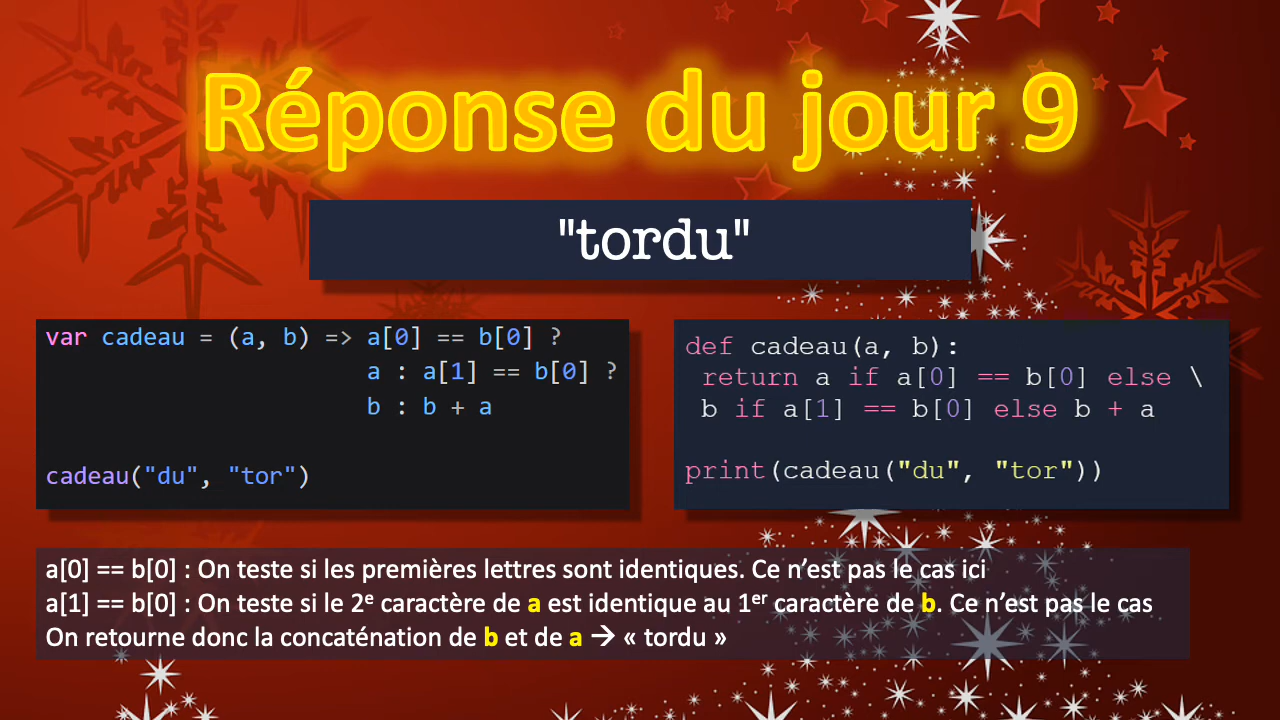 Réponse du jour 9
"tordu"
var cadeau = (a, b) => a[0] == b[0] ?
a : a[1] == b[0] ?
b : b + a
cadeau("du", "tor")
def cadeau(a, b):
return a if a[0] == b[0] else \
b if a[1] == b[0] else b + a
print(cadeau("du", "tor"))
a[0] == b[0] : On teste si les premières lettres sont identiques. Ce n’est pas le cas ici
a[1] == b[0] : On teste si le 2e caractère de a est identique au 1er caractère de b. Ce n’est pas le cas
On retourne donc la concaténation de b et de a → « tordu »